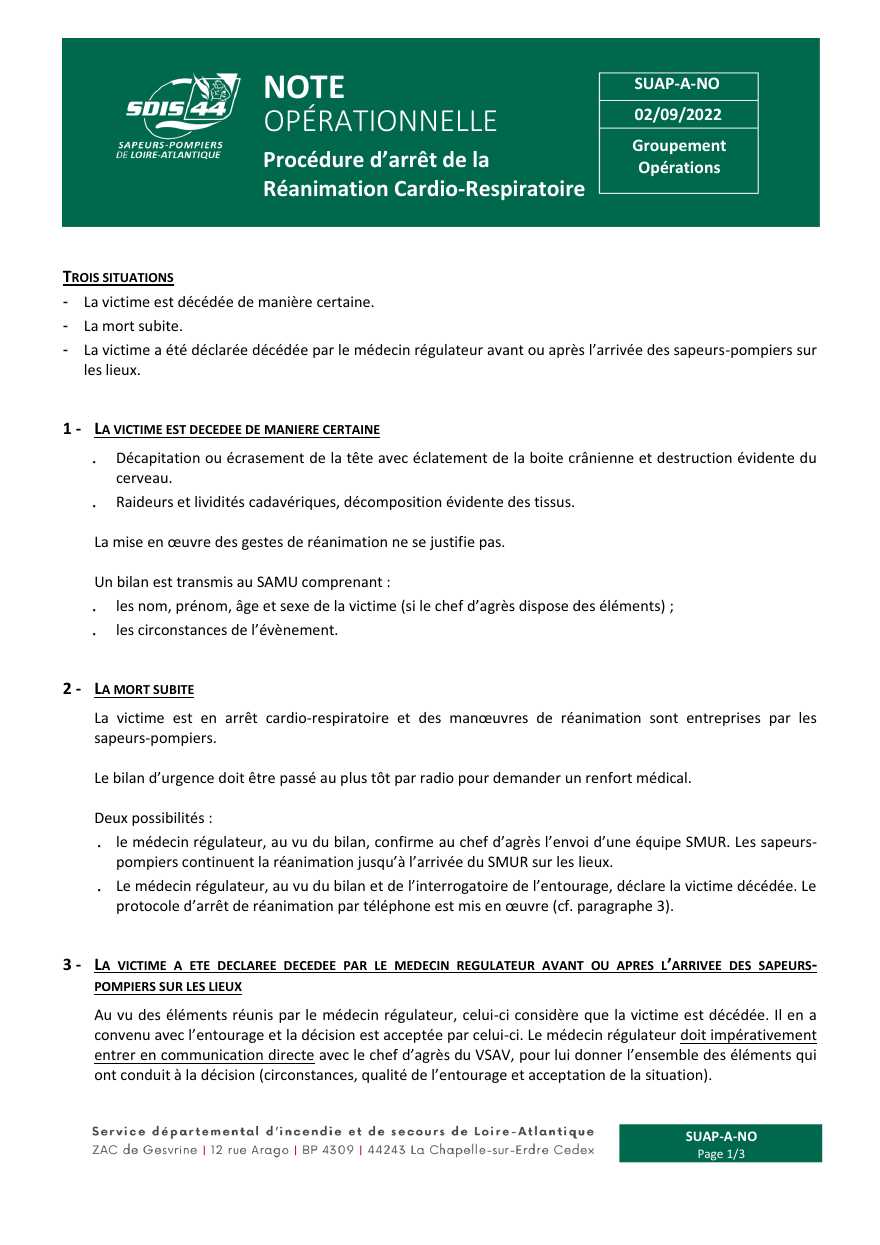 SDIS 44
SAPEURS-POMPIERS
DE LOIRE-ATLANTIQUE
NOTE
OPÉRATIONNELLE
Procédure d’arrêt de la
Réanimation Cardio-Respiratoire
SUAP-A-NO
02/09/2022
Groupement
Opérations
TROIS SITUATIONS
- La victime est décédée de manière certaine.
- La mort subite.
- La victime a été déclarée décédée par le médecin régulateur avant ou après l’arrivée des sapeurs-pompiers sur
les lieux.
1 - LA VICTIME EST DECEDEE DE MANIERE CERTAINE
. Décapitation ou écrasement de la tête avec éclatement de la boite crânienne et destruction évidente du
cerveau.
. Raideurs et lividités cadavériques, décomposition évidente des tissus.
La mise en œuvre des gestes de réanimation ne se justifie pas.
Un bilan est transmis au SAMU comprenant :
. les nom, prénom, âge et sexe de la victime (si le chef d’agrès dispose des éléments) ;
. les circonstances de l’évènement.
2 - LA MORT SUBITE
La victime est en arrêt cardio-respiratoire et des manœuvres de réanimation sont entreprises par les
sapeurs-pompiers.
Le bilan d’urgence doit être passé au plus tôt par radio pour demander un renfort médical.
Deux possibilités :
. le médecin régulateur, au vu du bilan, confirme au chef d’agrès l’envoi d’une équipe SMUR. Les sapeurs-
pompiers continuent la réanimation jusqu’à l’arrivée du SMUR sur les lieux.
. Le médecin régulateur, au vu du bilan et de l’interrogatoire de l’entourage, déclare la victime décédée. Le
protocole d’arrêt de réanimation par téléphone est mis en œuvre (cf. paragraphe 3).
3 - LA VICTIME A ETE DECLAREE DECEDEE PAR LE MEDECIN REGULATEUR AVANT OU APRES L’ARRIVEE DES SAPEURS-
POMPIERS SUR LES LIEUX
Au vu des éléments réunis par le médecin régulateur, celui-ci considère que la victime est décédée. Il en a
convenu avec l’entourage et la décision est acceptée par celui-ci. Le médecin régulateur doit impérativement
entrer en communication directe avec le chef d’agrès du VSAV, pour lui donner l’ensemble des éléments qui
ont conduit à la décision (circonstances, qualité de l’entourage et acceptation de la situation).
Service départemental d’incendie et de secours de Loire-Atlantique
ZAC de Gesvrine | 12 rue Arago | BP 4309 | 44243 La Chapelle-sur-Erdre Cedex
SUAP-A-NO
Page 1/3